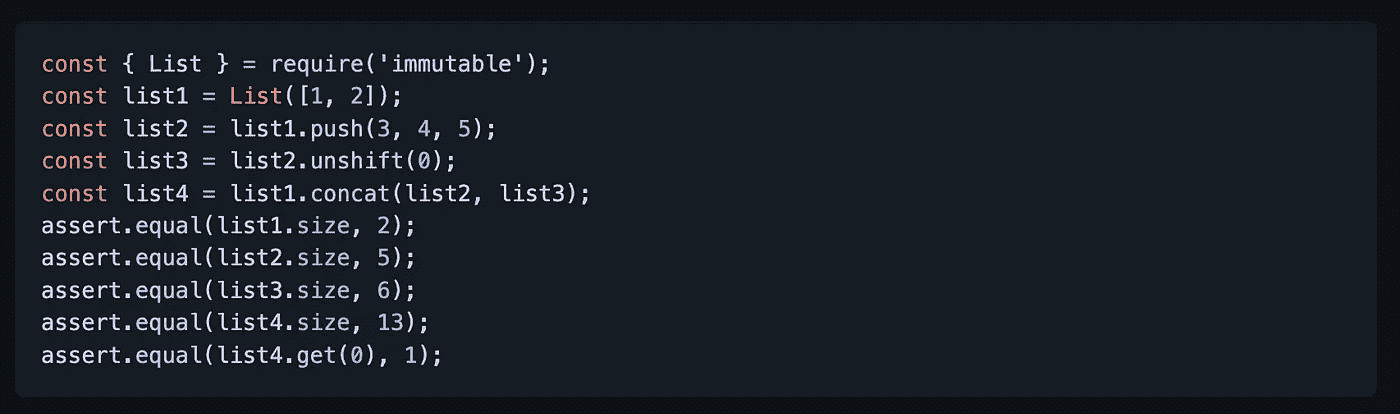 const { List } = require('immutable');
const list1 = List([1, 2]);
const list2 = list1.push(3, 4, 5);
const list3 = list2.unshift(0);
const list4 = list1.concat(list2, list3);
assert.equal(list1.size, 2);
assert.equal(list2.size, 5);
assert.equal(list3.size, 6);
assert.equal(list4.size, 13);
assert.equal(list4.get(0), 1);